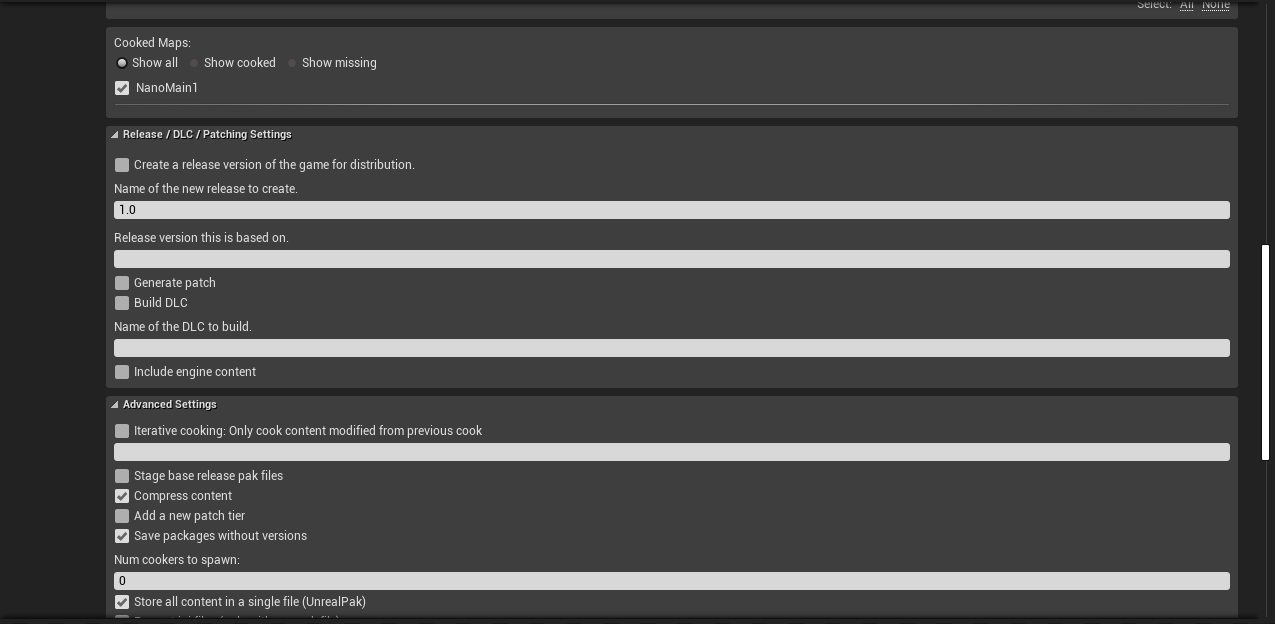 Select: All None
Cooked Maps:
Show all Show cooked Show missing
NanoMain1
Release / DLC / Patching Settings
Create a release version of the game for distribution.
Name of the new release to create.
1.0
Release version this is based on.
Generate patch
Build DLC
Name of the DLC to build.
Include engine content
Advanced Settings
Iterative cooking: Only cook content modified from previous cook
Stage base release pak files
Compress content
Add a new patch tier
Save packages without versions
Num cookers to spawn:
0
Store all content in a single file (UnrealPak)